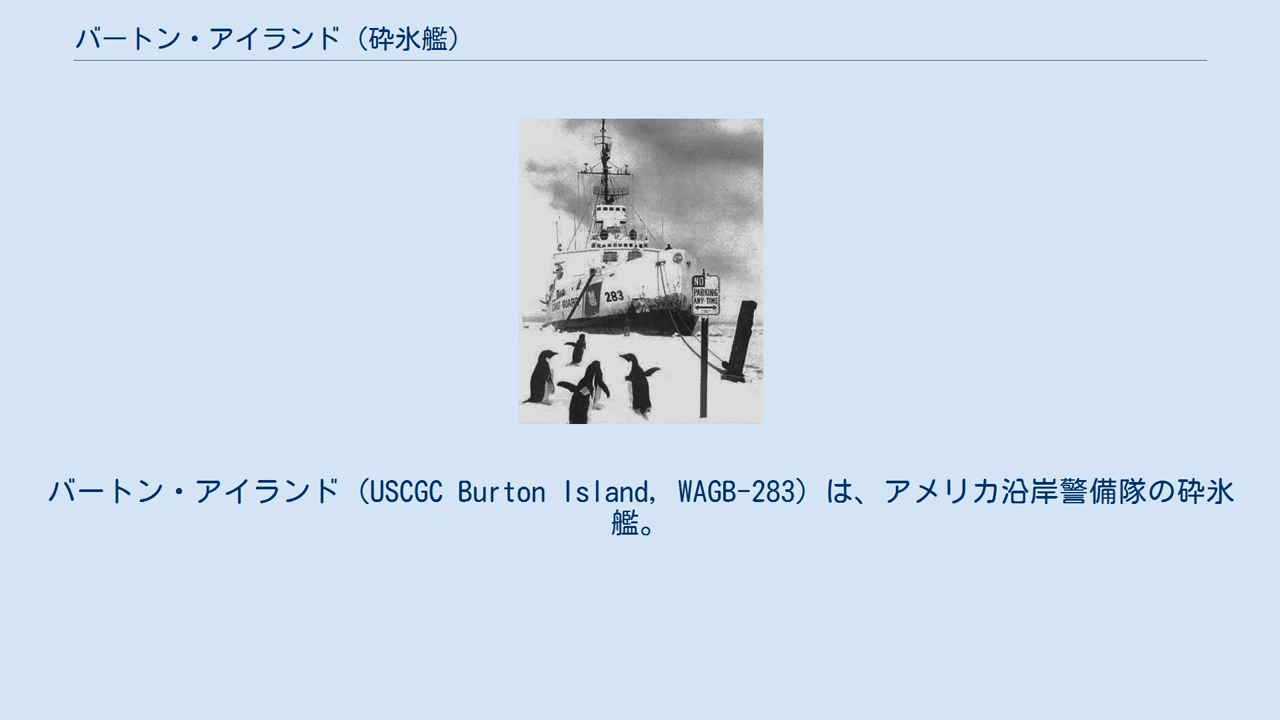 バートン・アイランド（砕氷艦）
NO
PARKING
ANY TIME
COAST GUARD
283
バートン・アイランド（USCGC Burton Island, WAGB-283）は、アメリカ沿岸警備隊の砕氷
艦。